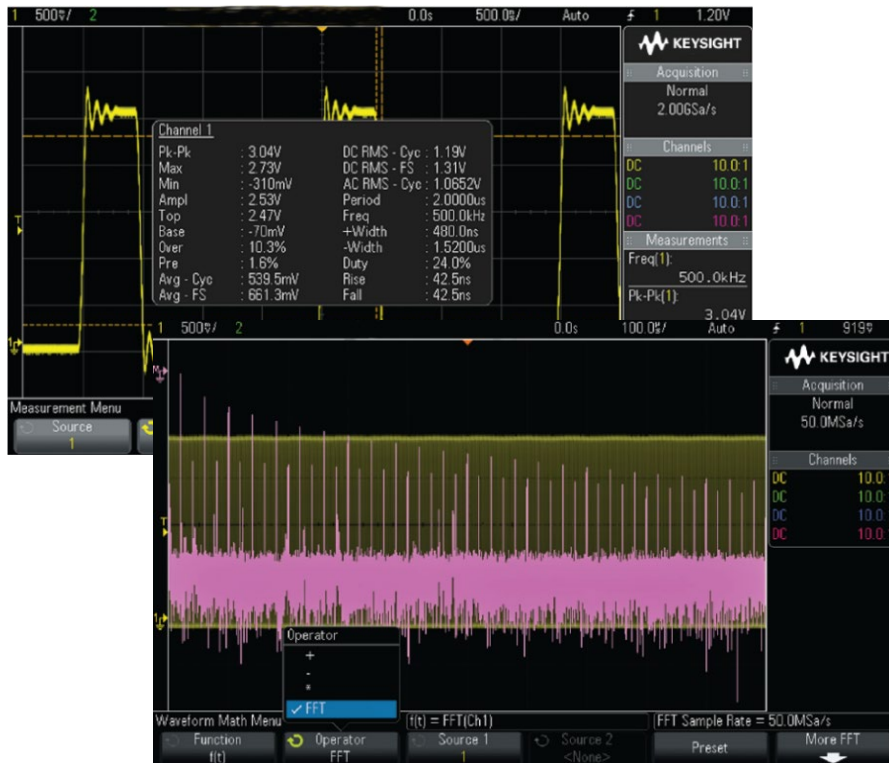 1 500V/ 2 0.0s 500.0s/ Auto 1 1.20V
KEYSIGHT
Acquisition
Normal
2.00GSa/s
Channels
DC 10.0:1
DC 10.0:1
DC 10.0:1
DC 10.0:1
Measurements
Freq(1):
500.0kHz
Pk-Pk(1):
3.04V
Channel 1
Pk-Pk : 3.04V DC RMS - Cyc : 1.19V
Max : 2.73V DC RMS - FS : 1.31V
Min : -310mV AC RMS - Cyc : 1.0652V
Ampl : 2.53V Period : 2.0000us
Top : 2.47V Freq : 500.0kHz
Base : -70mV +Width : 480.0ns
Over : 10.3% -Width : 1.5200us
Pre : 1.6% Duty : 24.0%
Avg - Cyc : 539.5mV Rise : 42.5ns
Avg - FS : 661.3mV Fall : 42.5ns
T
1
Measurement Menu
Source
1
1 500V/ 2 0.0s 100.0s/ Auto 1 919V
KEYSIGHT
Acquisition
Normal
50.0MSa/s
Channels
DC 10.0:
DC 10.0:
DC 10.0:
DC 10.0:
M
T
1
Operator
+
-
*
FFT
Waveform Math Menu f(t) = FFT(Ch1) FFT Sample Rate = 50.0MSa/s
Function Operator Source 1 Source 2 Preset More FFT
f(t) FFT 1 <None>